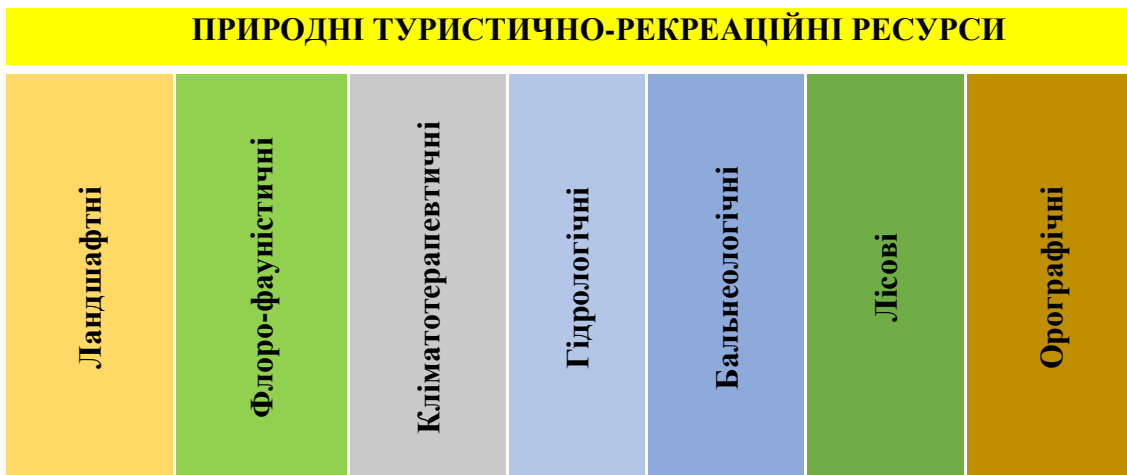 ПРИРОДНІ ТУРИСТИЧНО-РЕКРЕАЦІЙНІ РЕСУРСИ
Ландшафтні
Флоро-фауністичні
Кліматотерапевтичні
Гідрологічні
Бальнеологічні
Лісові
Орографічні